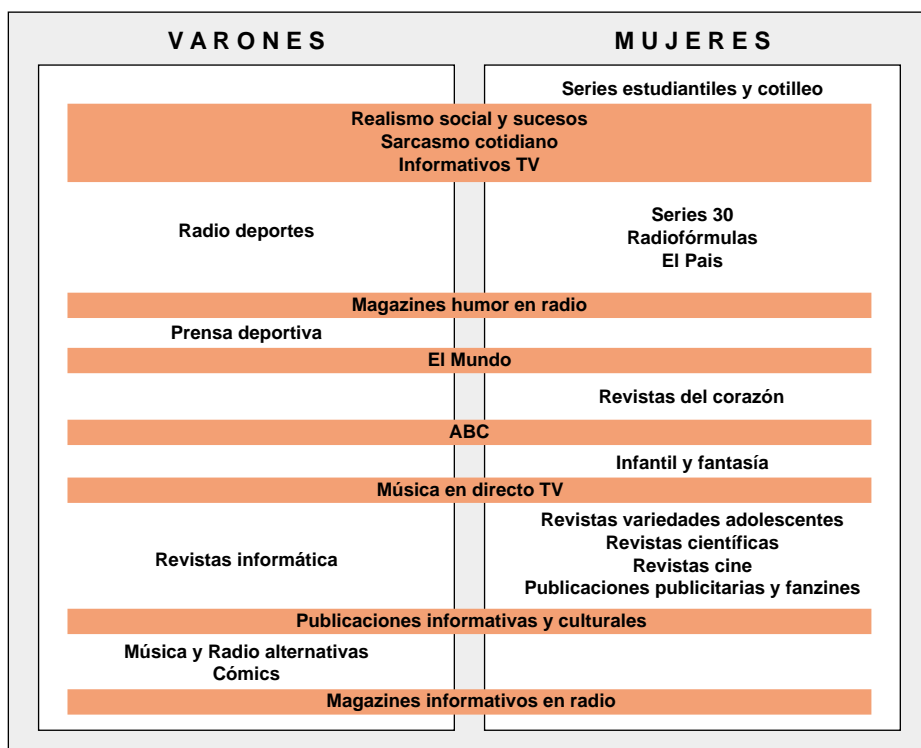 VARONES
MUJERES
Series estudiantiles y cotilleo
Realismo social y sucesos
Sarcasmo cotidiano
Informativos TV
Radio deportes
Series 30
Radiofórmulas
El Pais
Magazines humor en radio
Prensa deportiva
El Mundo
Revistas del corazón
ABC
Infantil y fantasía
Música en directo TV
Revistas informática
Revistas variedades adolescentes
Revistas científicas
Revistas cine
Publicaciones publicitarias y fanzines
Publicaciones informativas y culturales
Música y Radio alternativas
Cómics
Magazines informativos en radio